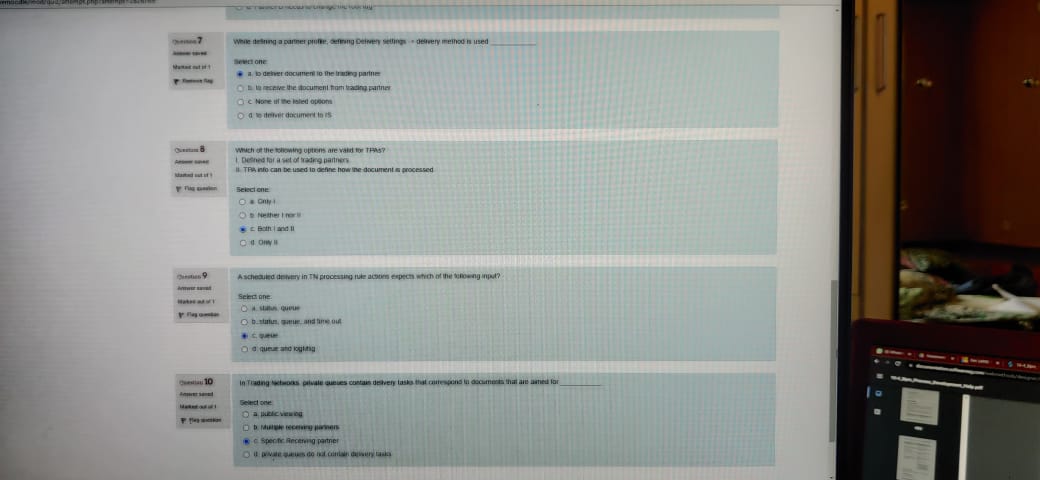 Question 7
Answer saved
Marked out of 1
Remove flag
While defining a partner profile, defining Delivery settings -> delivery method is used __________
Select one:
a. to deliver document to the trading partner
b. to receive the document from trading partner
c. None of the listed options
d. to deliver document to IS
Question 8
Answer saved
Marked out of 1
Flag question
Which of the following options are valid for TPAs?
I. Defined for a set of trading partners
II. TPA info can be used to define how the document is processed
Select one:
a. Only I
b. Neither I nor II
c. Both I and II
d. Only II
Question 9
Answer saved
Marked out of 1
Flag question
A scheduled delivery in TN processing rule actions expects which of the following input?
Select one:
a. status, queue
b. status, queue, and time out
c. queue
d. queue and logMsg
Question 10
Answer saved
Marked out of 1
Flag question
In Trading Networks, private queues contain delivery tasks that correspond to documents that are aimed for __________
Select one:
a. public viewing
b. Multiple receiving partners
c. Specific Receiving partner
d. private queues do not contain delivery tasks